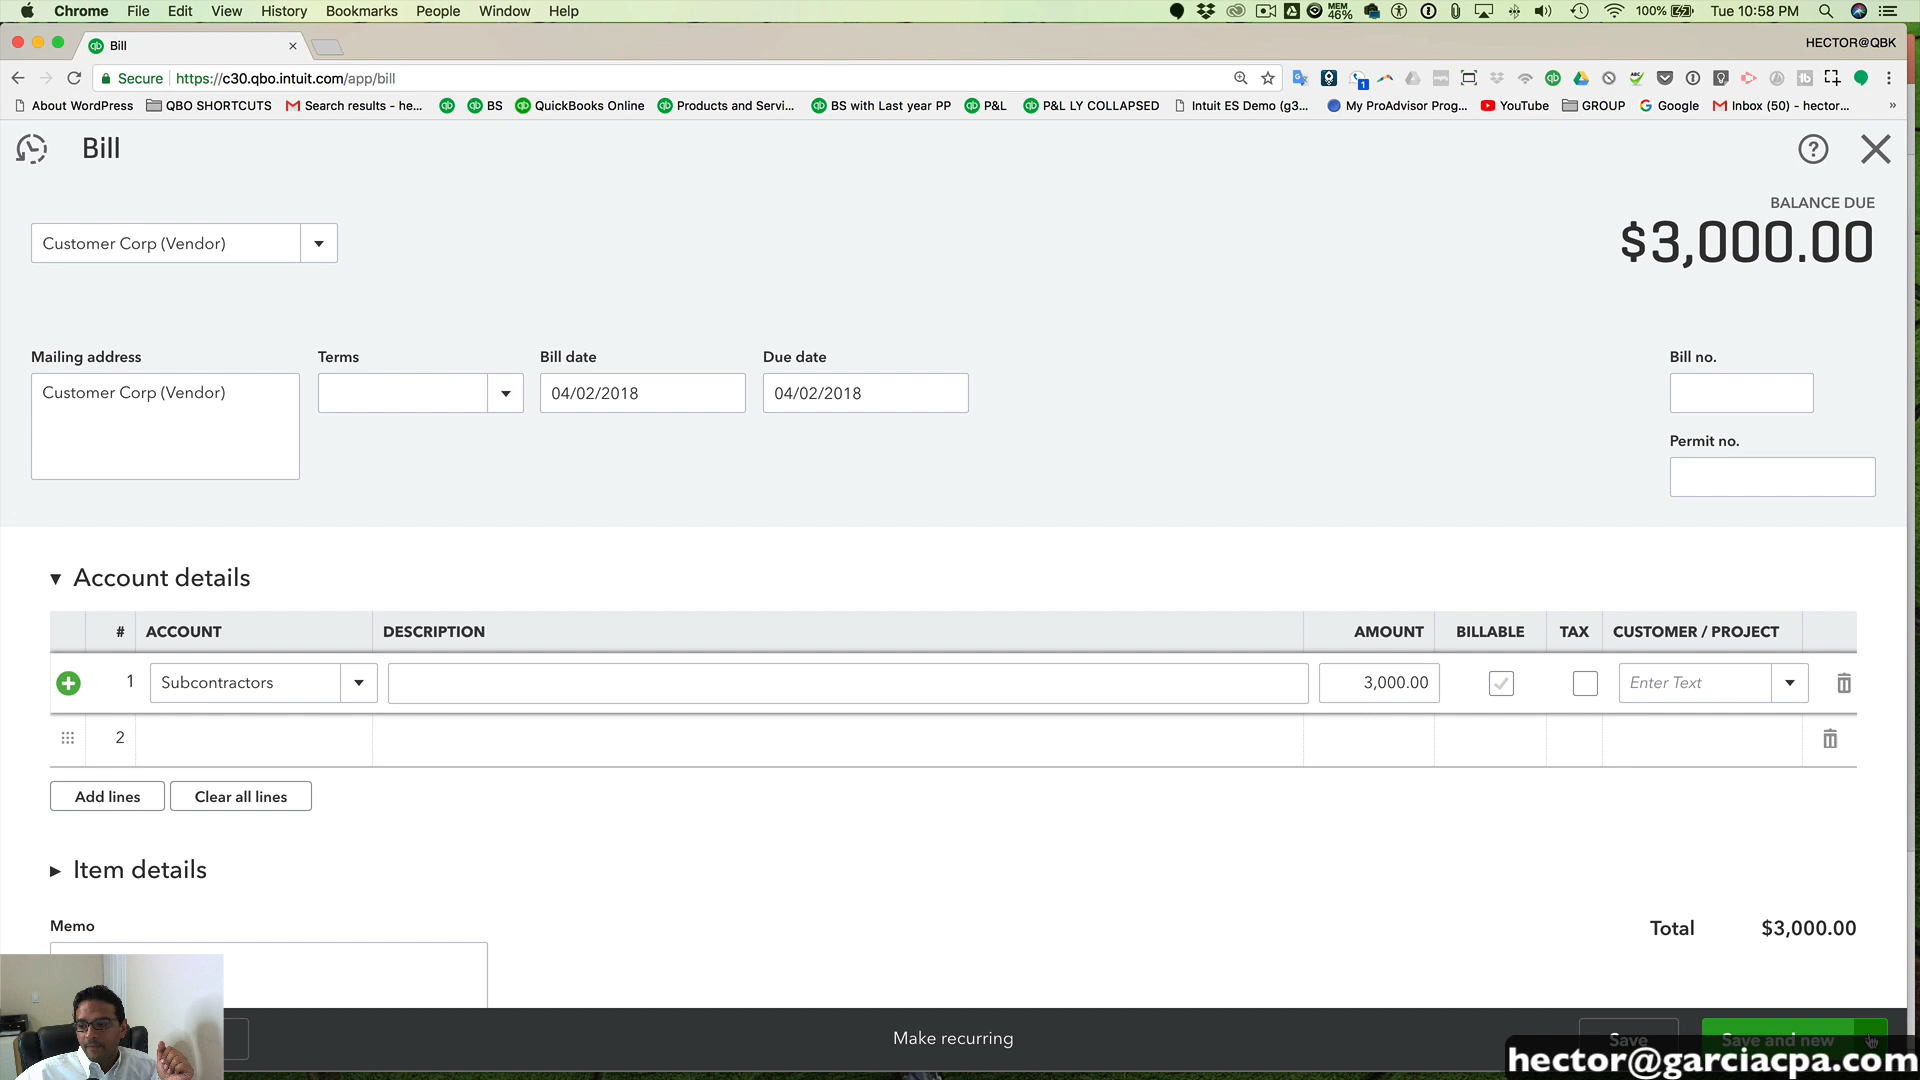 Chrome File Edit View History Bookmarks People Window Help MEM 46% 100% Tue 10:58 PM
Bill HECTOR@QBK
Secure https://c30.qbo.intuit.com/app/bill
About WordPress QBO SHORTCUTS Search results - he... BS QuickBooks Online Products and Servi... BS with Last year PP P&L P&L LY COLLAPSED Intuit ES Demo (g3... My ProAdvisor Prog... YouTube GROUP Google Inbox (50) - hector... »
Bill
BALANCE DUE
$3,000.00
Customer Corp (Vendor)
Mailing address Terms Bill date Due date Bill no.
Customer Corp (Vendor) 04/02/2018 04/02/2018
Permit no.
Account details
# ACCOUNT DESCRIPTION AMOUNT BILLABLE TAX CUSTOMER / PROJECT
1 Subcontractors 3,000.00 Enter Text
2
Add lines Clear all lines
Item details
Memo Total $3,000.00
Make recurring Save Save and new
hector@garciacpa.com